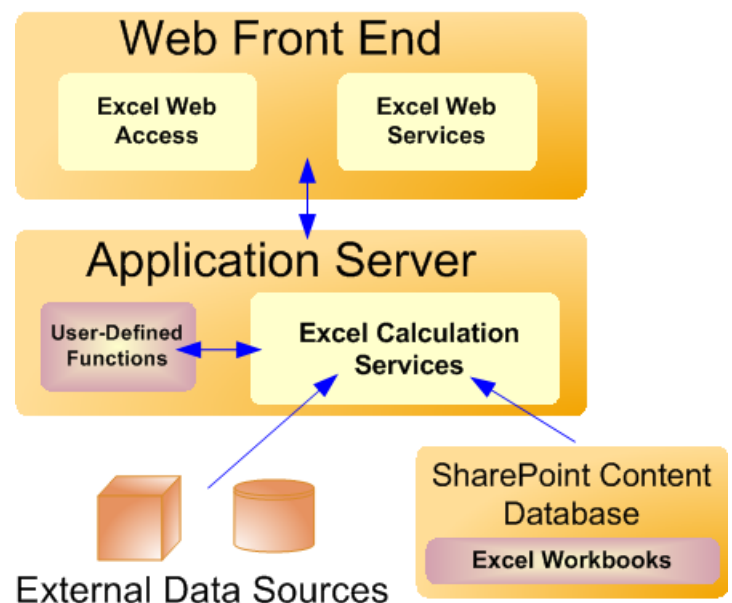 Web Front End
Excel Web
Access
Excel Web
Services
Application Server
User-Defined
Functions
Excel Calculation
Services
SharePoint Content
Database
Excel Workbooks
External Data Sources